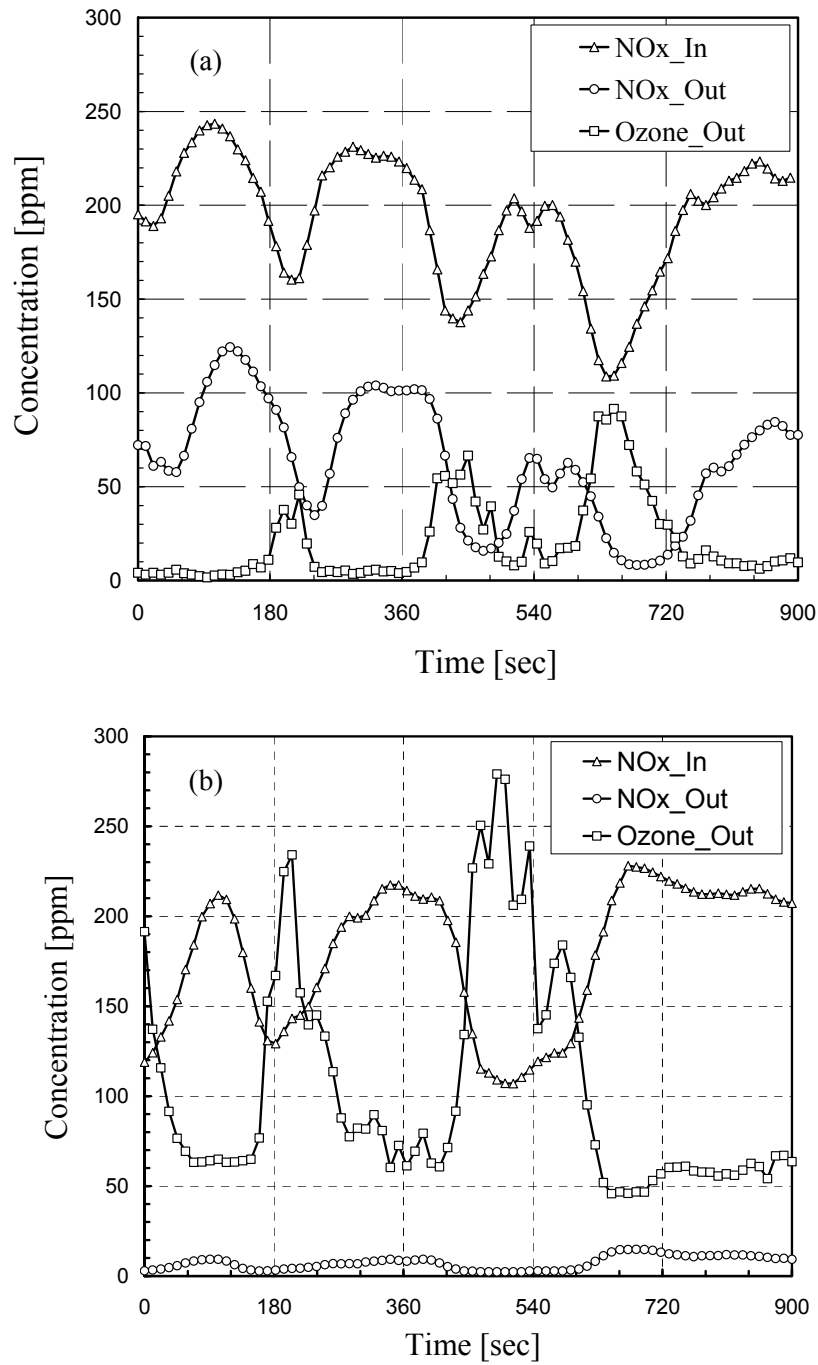 300
250
200
150
100
50
0
Concentration [ppm]
(a)
NOx_In
NOx_Out
Ozone_Out
0 180 360 540 720 900
Time [sec]
300
250
200
150
100
50
0
Concentration [ppm]
(b)
NOx_In
NOx_Out
Ozone_Out
0 180 360 540 720 900
Time [sec]